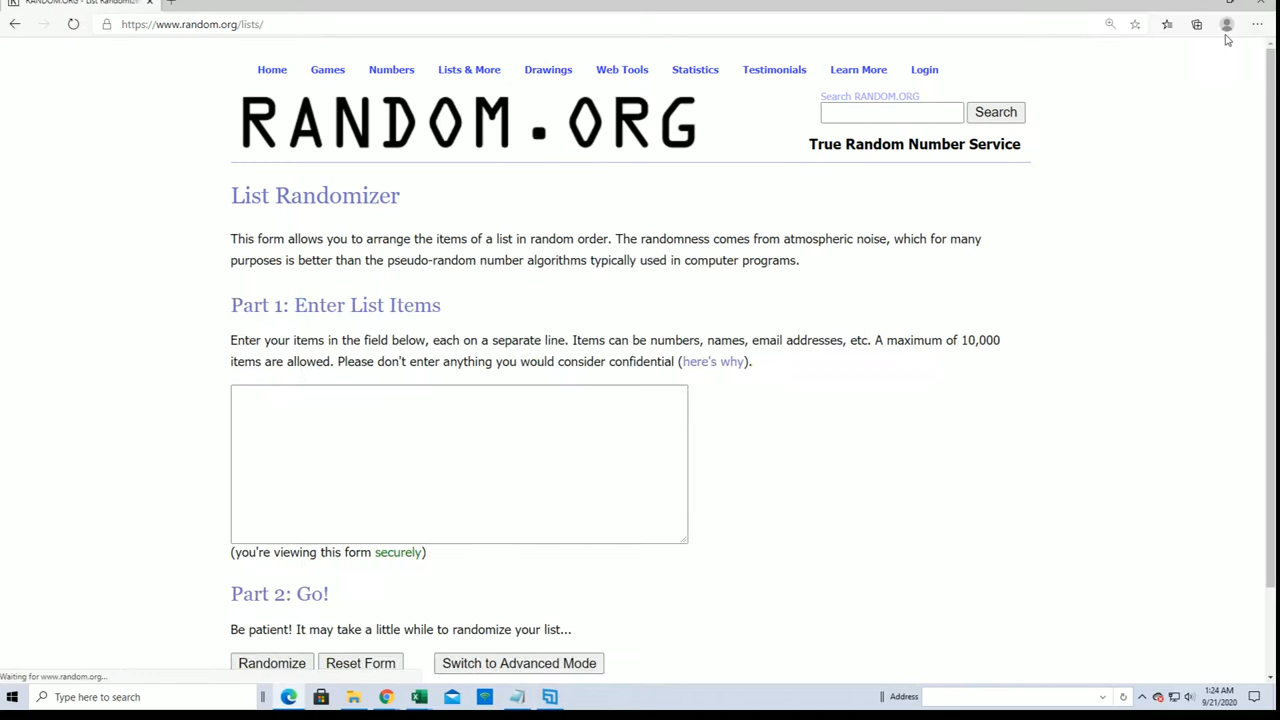 RANDOM.ORG - List Randomiz
https://www.random.org/lists/
Home Games Numbers Lists & More Drawings Web Tools Statistics Testimonials Learn More Login
Search RANDOM.ORG
RANDOM.ORG
Search
True Random Number Service
List Randomizer
This form allows you to arrange the items of a list in random order. The randomness comes from atmospheric noise, which for many
purposes is better than the pseudo-random number algorithms typically used in computer programs.
Part 1: Enter List Items
Enter your items in the field below, each on a separate line. Items can be numbers, names, email addresses, etc. A maximum of 10,000
items are allowed. Please don't enter anything you would consider confidential (here's why).
(you're viewing this form securely)
Part 2: Go!
Be patient! It may take a little while to randomize your list...
Randomize Reset Form Switch to Advanced Mode
Waiting for www.random.org...
Type here to search
Address
1:24 AM
9/21/2020